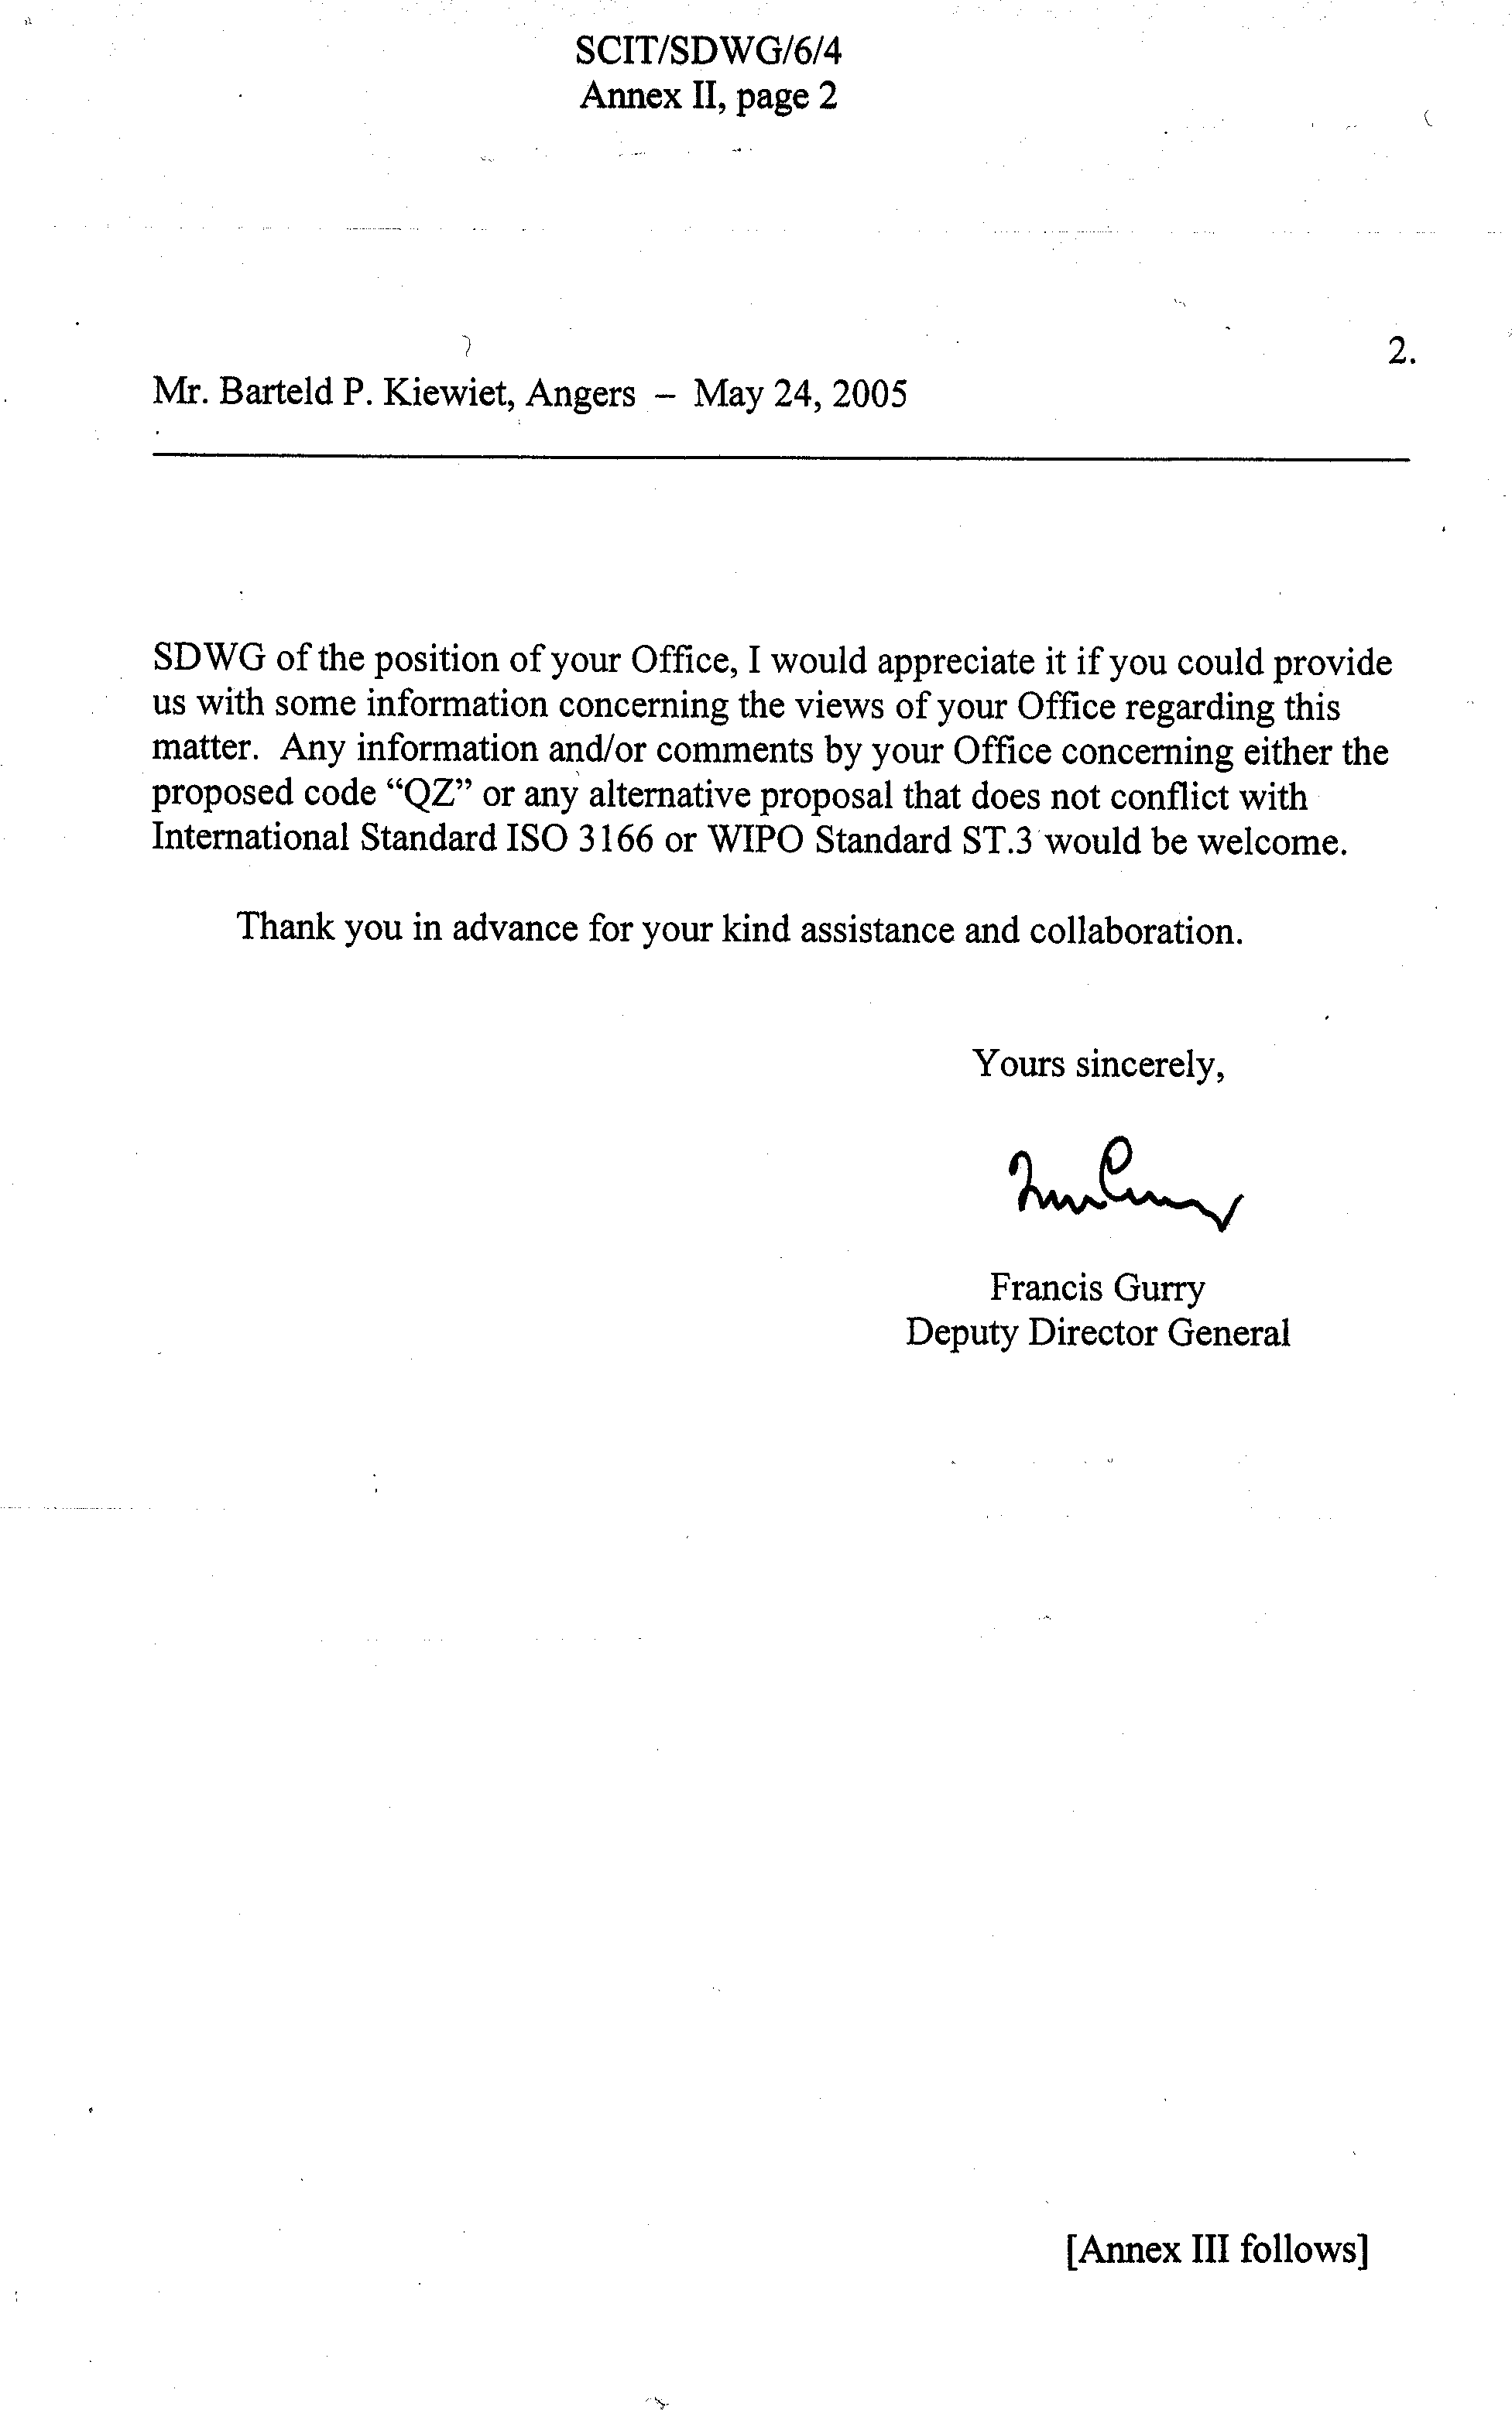 SCIT/SDWG/6/4
Annex II, page 2
2.
Mr. Barteld P. Kiewiet, Angers – May 24, 2005
SDWG of the position of your Office, I would appreciate it if you could provide
us with some information concerning the views of your Office regarding this
matter. Any information and/or comments by your Office concerning either the
proposed code “QZ” or any alternative proposal that does not conflict with
International Standard ISO 3166 or WIPO Standard ST.3 would be welcome.
Thank you in advance for your kind assistance and collaboration.
Yours sincerely,
Francis Gurry
Deputy Director General
[Annex III follows]